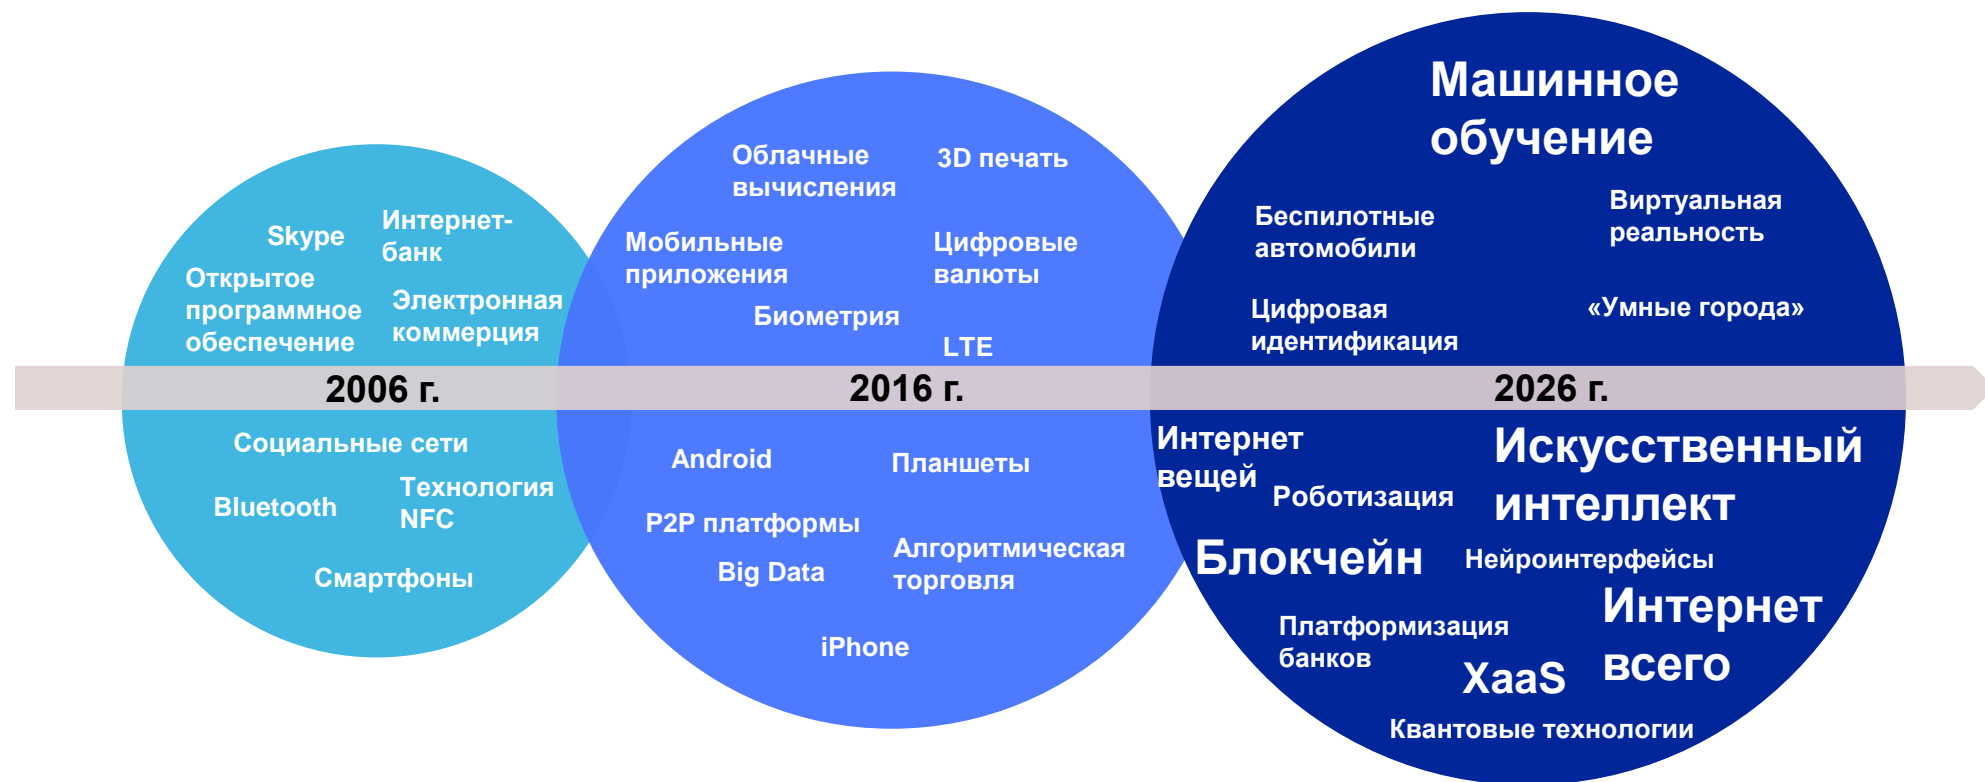 Skype
Интернет-
банк
Открытое
программное
обеспечение
Электронная
коммерция
2006 г.
Социальные сети
Bluetooth
Технология
NFC
Смартфоны
Облачные
вычисления
3D печать
Мобильные
приложения
Цифровые
валюты
Биометрия
LTE
2016 г.
Android
Планшеты
P2P платформы
Алгоритмическая
торговля
Big Data
iPhone
Машинное
обучение
Беспилотные
автомобили
Виртуальная
реальность
Цифровая
идентификация
«Умные города»
2026 г.
Интернет
вещей
Искусственный
интеллект
Роботизация
Блокчейн
Нейроинтерфейсы
Интернет
всего
Платформизация
банков
XaaS
Квантовые технологии